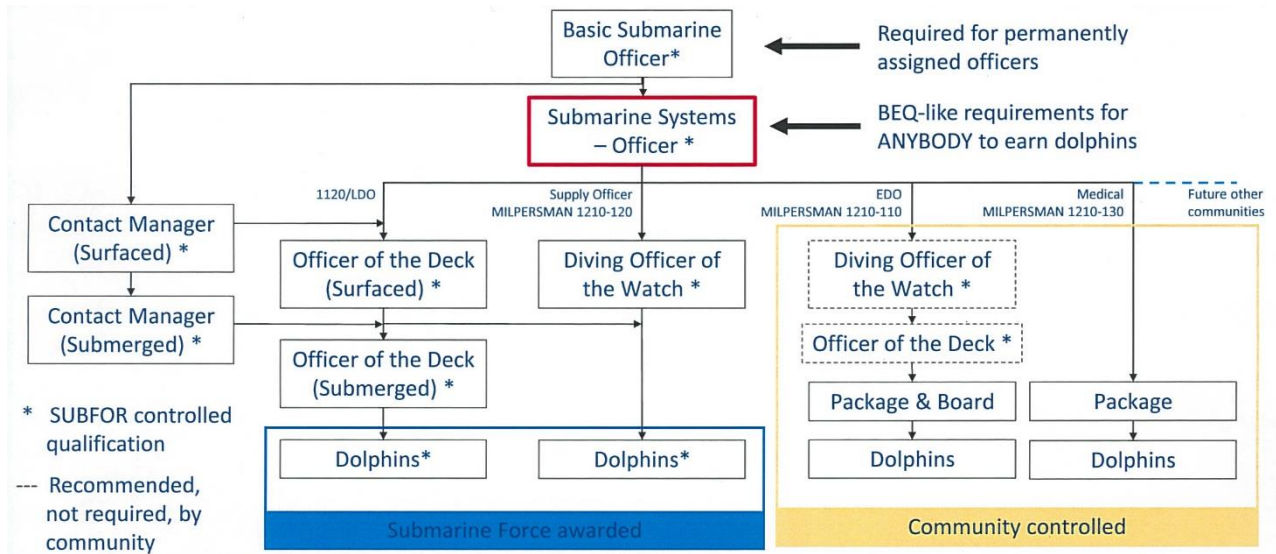 Basic Submarine
Officer*
Required for permanently
assigned officers
Submarine Systems
– Officer *
BEQ-like requirements for
ANYBODY to earn dolphins
1120/LDO
Supply Officer
MILPERSMAN 1210-120
EDO
MILPERSMAN 1210-110
Medical
MILPERSMAN 1210-130
Future other
communities
Contact Manager
(Surfaced) *
Officer of the Deck
(Surfaced) *
Diving Officer of
the Watch *
Diving Officer of
the Watch *
Contact Manager
(Submerged) *
Officer of the Deck *
Officer of the Deck
(Submerged) *
Package & Board
Package
* SUBFOR controlled
qualification
Dolphins*
Dolphins*
Dolphins
Dolphins
--- Recommended,
not required, by
community
Submarine Force awarded
Community controlled